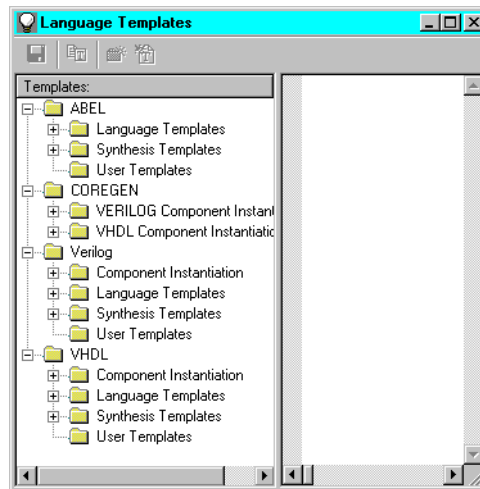 Language Templates
Templates:
ABEL
Language Templates
Synthesis Templates
User Templates
COREGEN
VERILOG Component Instant
VHDL Component Instantiatic
Verilog
Component Instantiation
Language Templates
Synthesis Templates
User Templates
VHDL
Component Instantiation
Language Templates
Synthesis Templates
User Templates